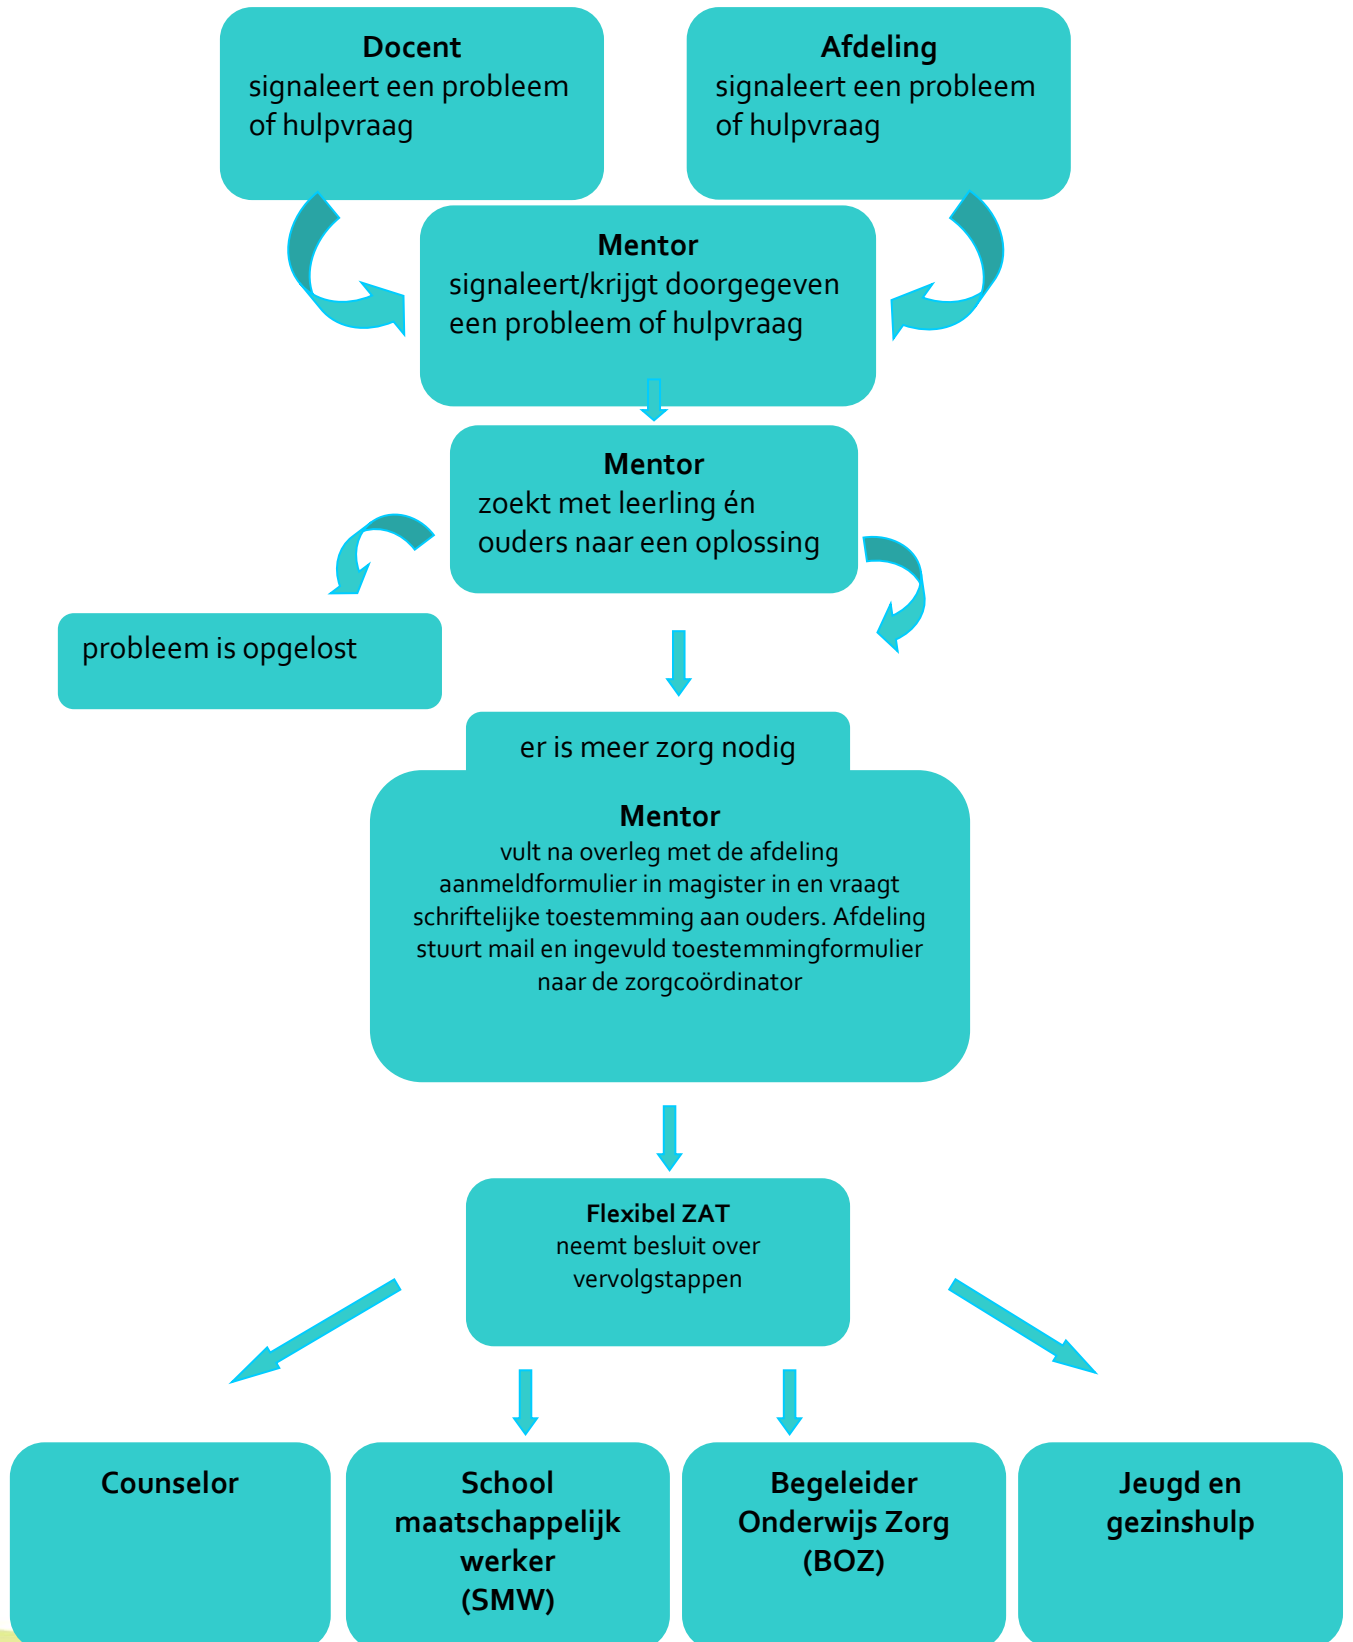 Docent
signaleert een probleem
of hulpvraag
Afdeling
signaleert een probleem
of hulpvraag
Mentor
signaleert/krijgt doorgegeven
een probleem of hulpvraag
Mentor
zoekt met leerling én
ouders naar een oplossing
probleem is opgelost
er is meer zorg nodig
Mentor
vult na overleg met de afdeling
aanmeldformulier in magister in en vraagt
schriftelijke toestemming aan ouders. Afdeling
stuurt mail en ingevuld toestemmingformulier
naar de zorgcoördinator
Flexibel ZAT
neemt besluit over
vervolgstappen
Counselor
School
maatschappelijk
werker
(SMW)
Begeleider
Onderwijs Zorg
(BOZ)
Jeugd en
gezinshulp